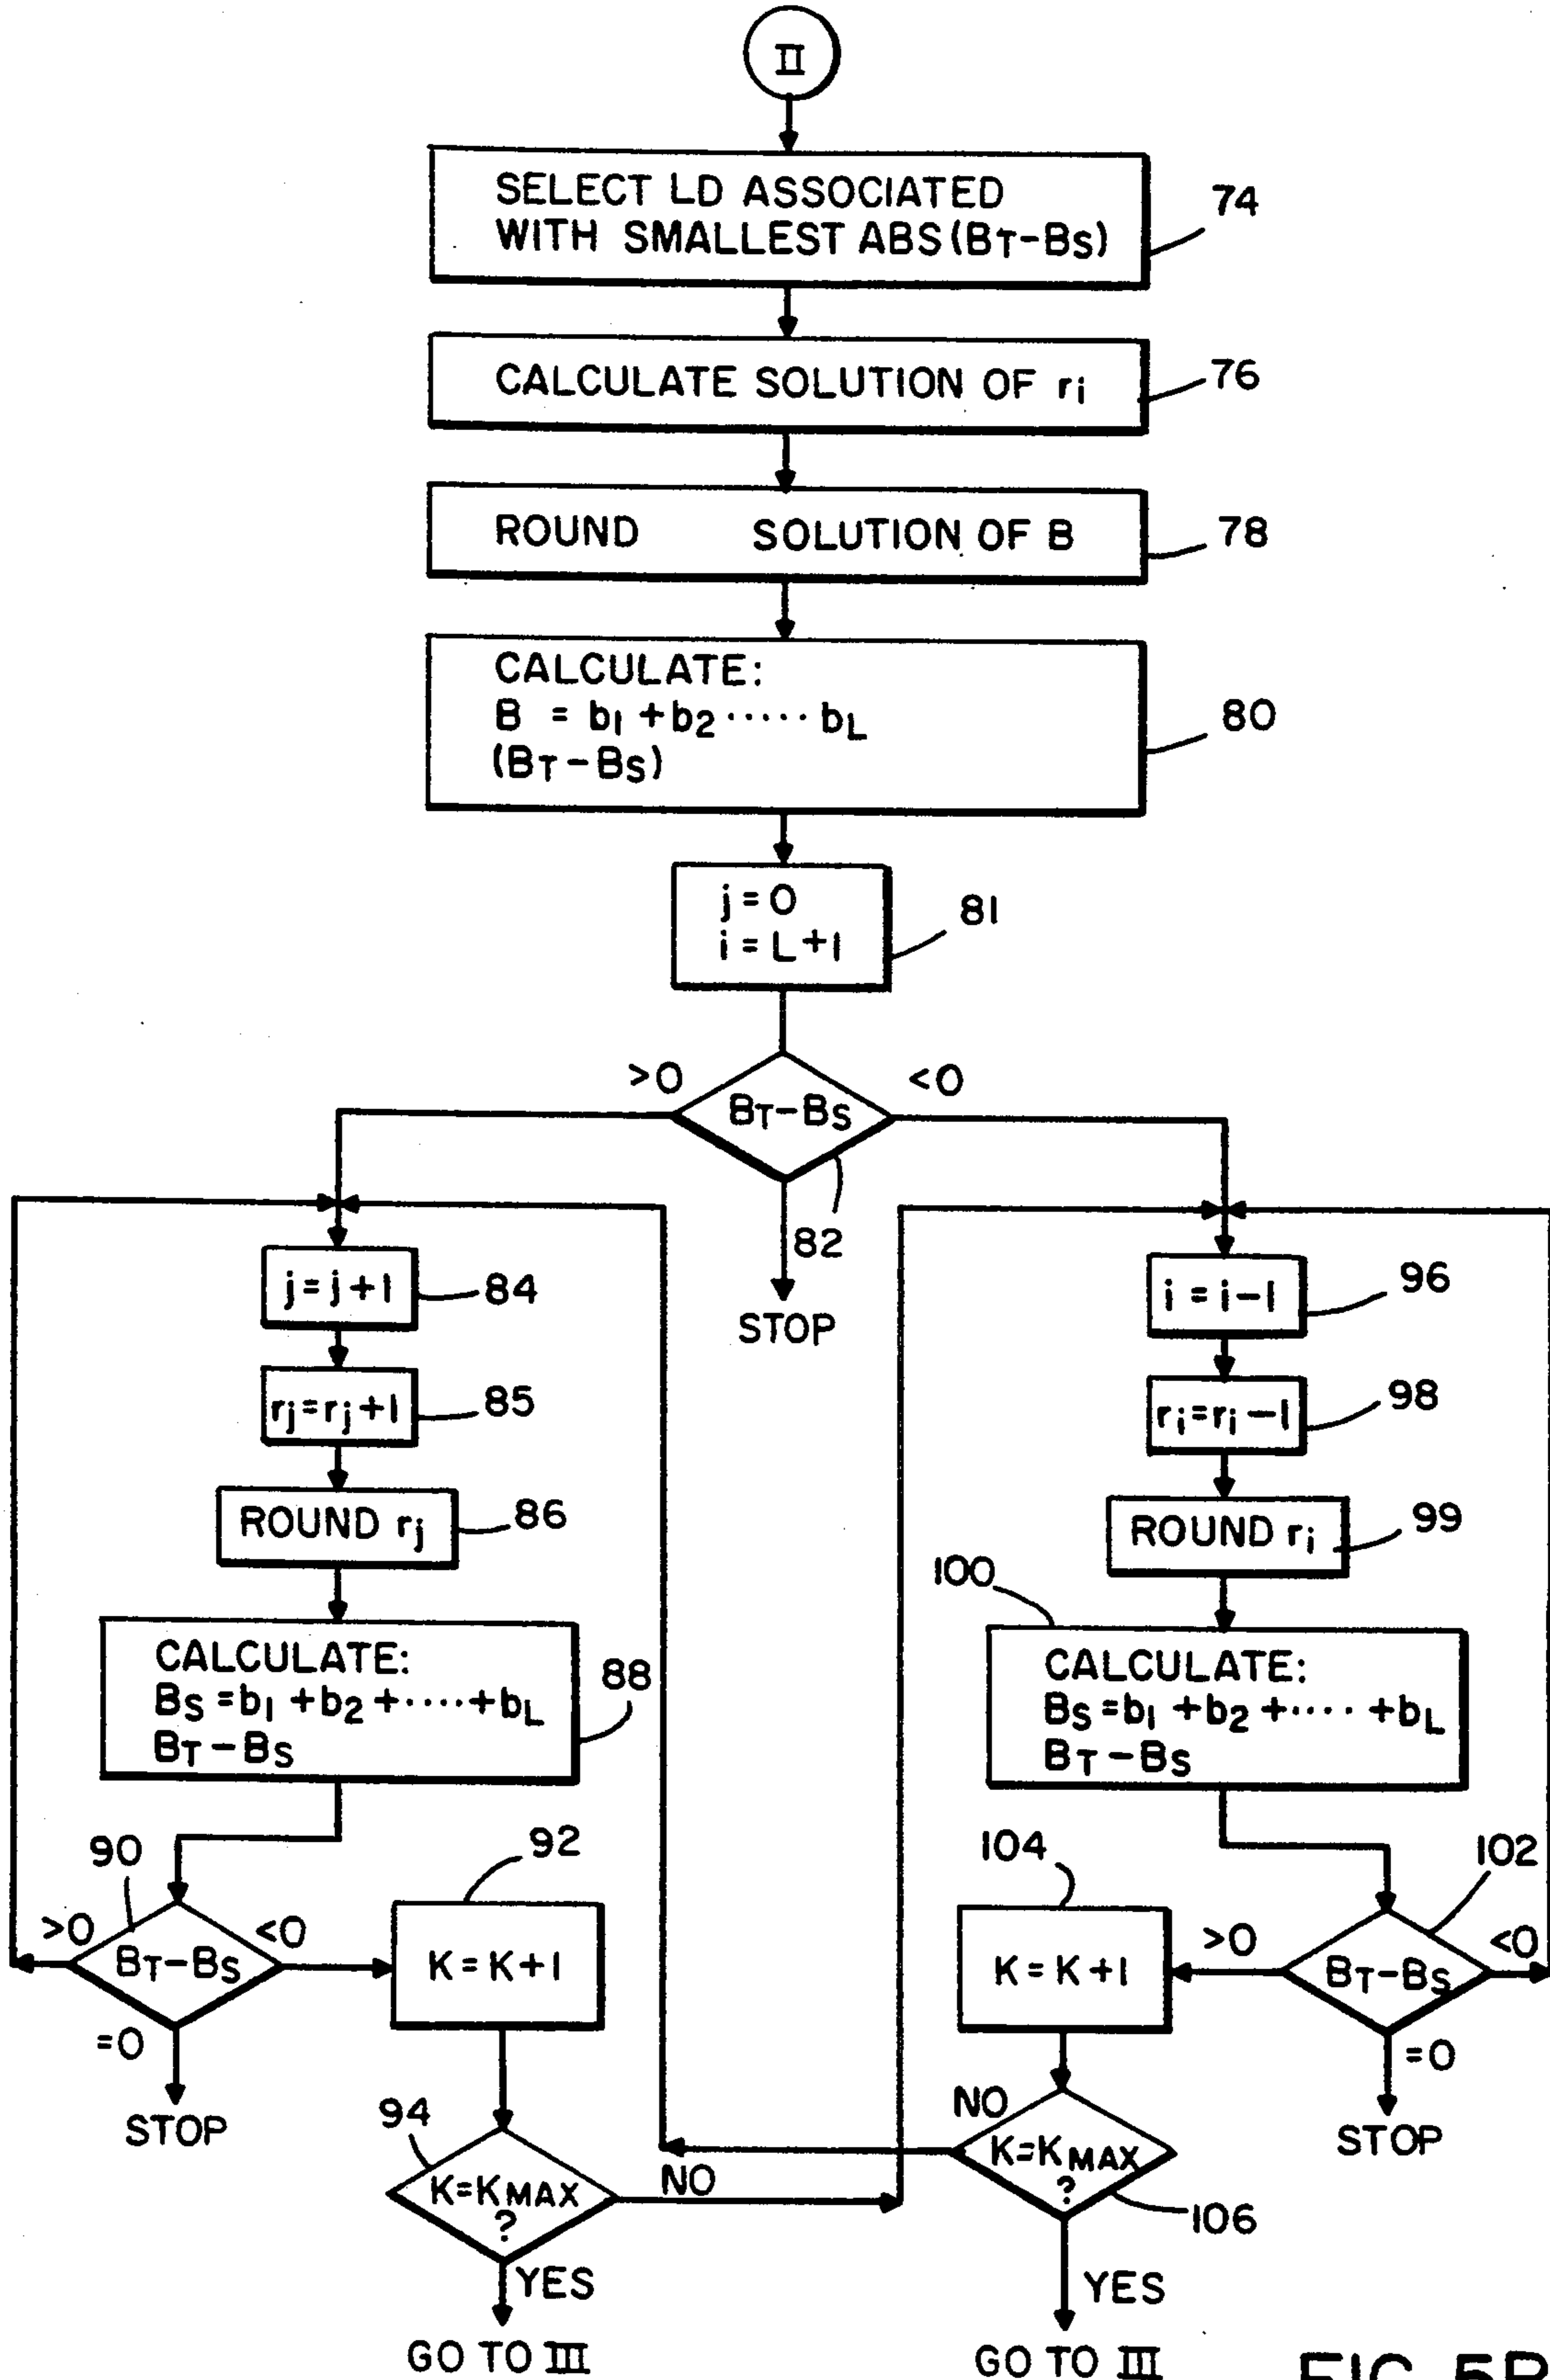 II
SELECT LD ASSOCIATED
WITH SMALLEST ABS (BT-BS)
74
CALCULATE SOLUTION OF ri
76
ROUND SOLUTION OF B
78
CALCULATE:
B = b1 + b2 ····· bL
(BT - BS)
80
j = 0
i = L + 1
81
>0
<0
BT-BS
82
STOP
j = j + 1
84
rj = rj + 1
85
ROUND rj
86
CALCULATE:
BS = b1 + b2 + ···· + bL
BT - BS
88
90
>0
<0
BT-BS
=0
STOP
92
K = K + 1
94
K = KMAX
?
NO
YES
GO TO III
i = i - 1
96
ri = ri - 1
98
ROUND ri
99
100
CALCULATE:
BS = b1 + b2 + ···· + bL
BT - BS
102
>0
<0
BT-BS
=0
STOP
104
K = K + 1
NO
K = KMAX
?
106
YES
GO TO III
FIG. 5B